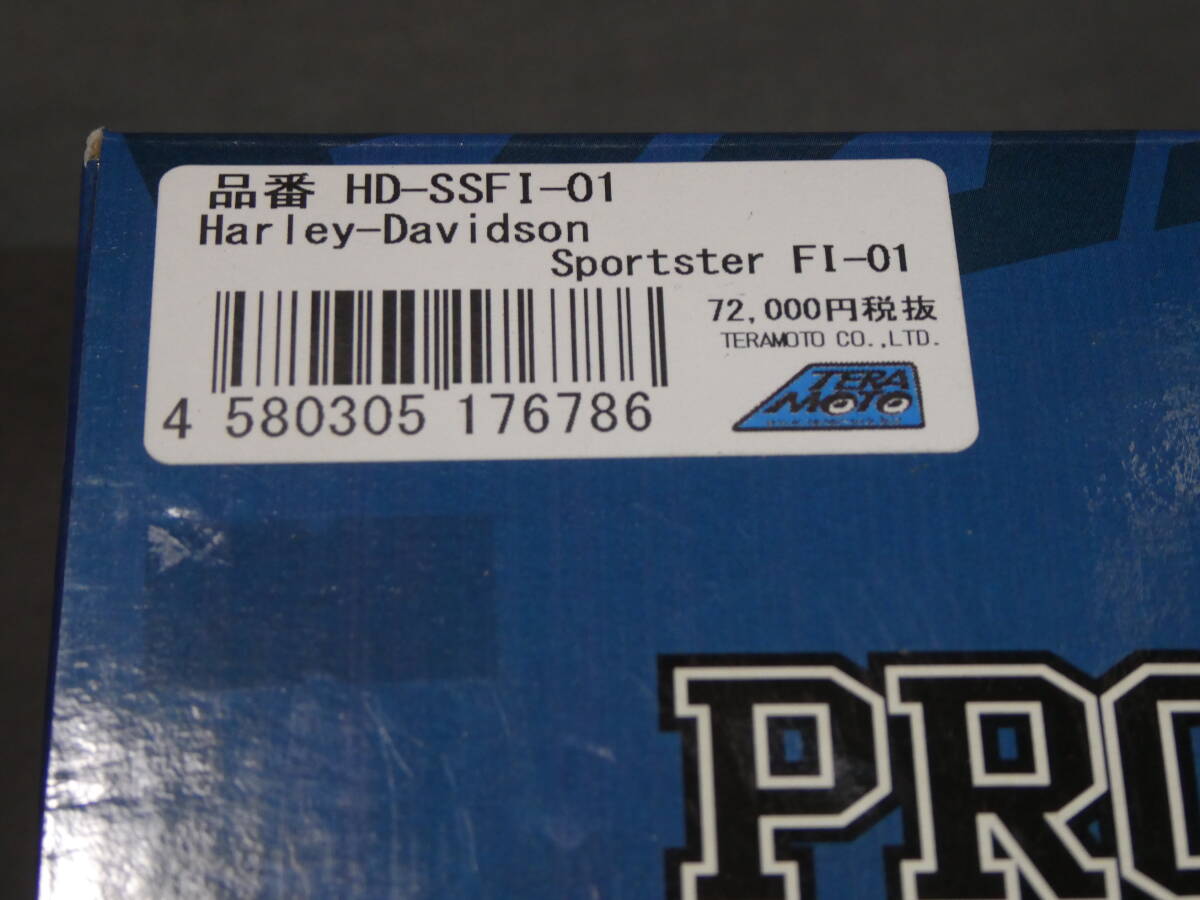 品番 HD-SSFI-01
Harley-Davidson
Sportster FI-01
72,000円税抜
TERAMOTO CO.,LTD.
TERA
MOTO
4 580305 176786
PRO